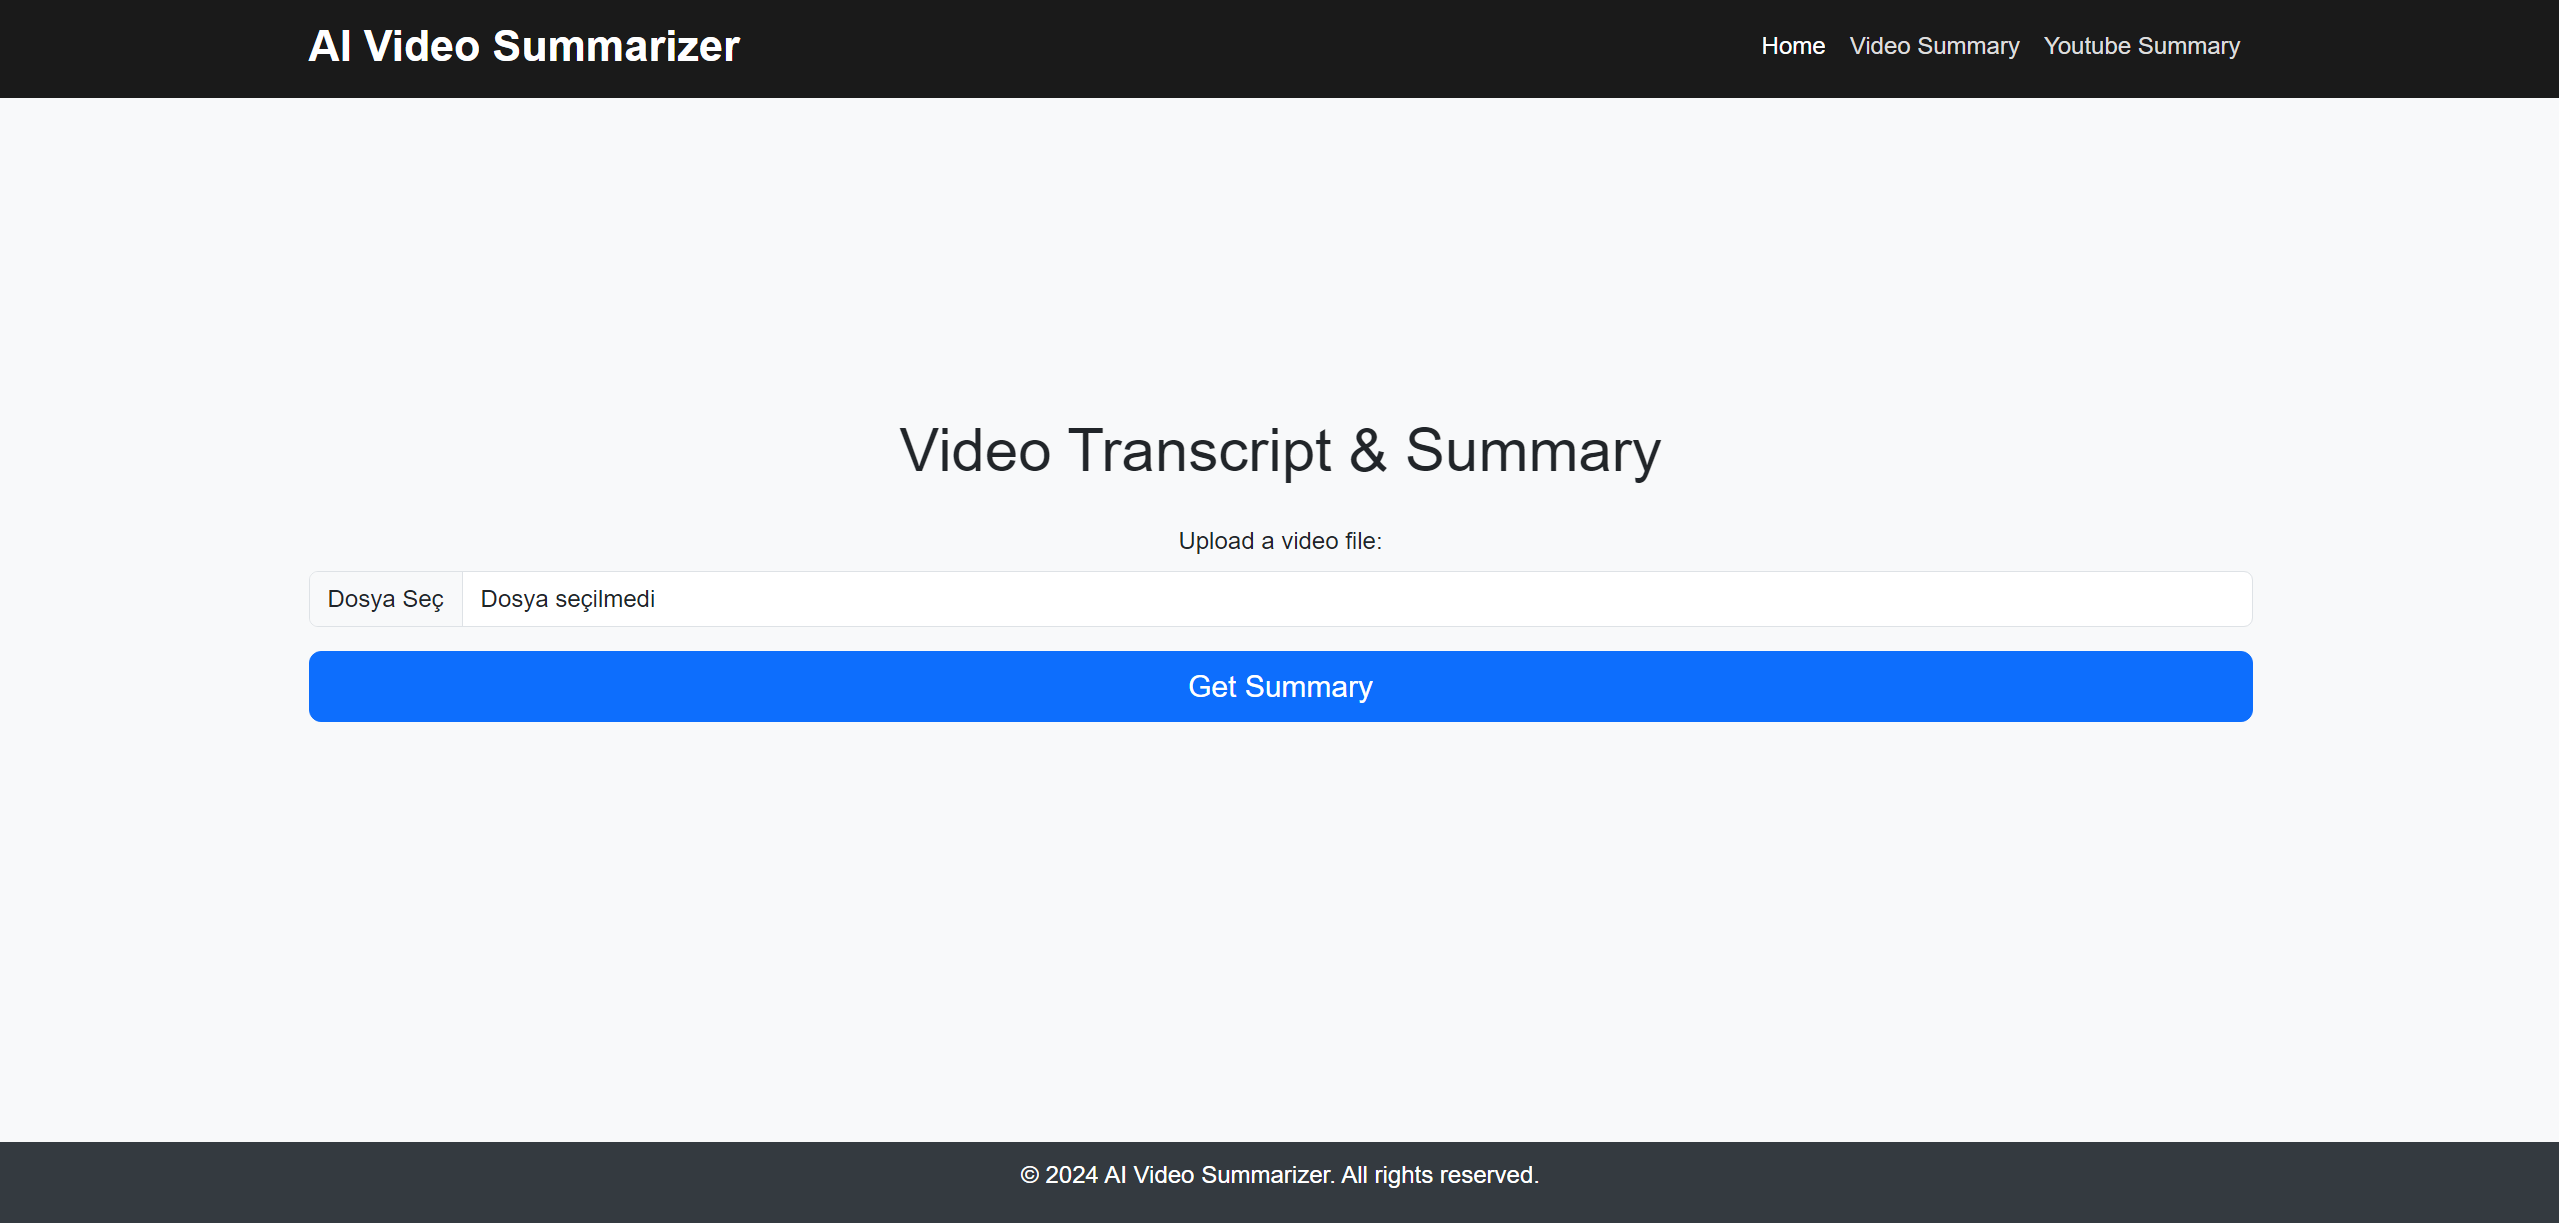 AI Video Summarizer
Home Video Summary Youtube Summary
Video Transcript & Summary
Upload a video file:
Dosya Seç Dosya seçilmedi
Get Summary
© 2024 AI Video Summarizer. All rights reserved.